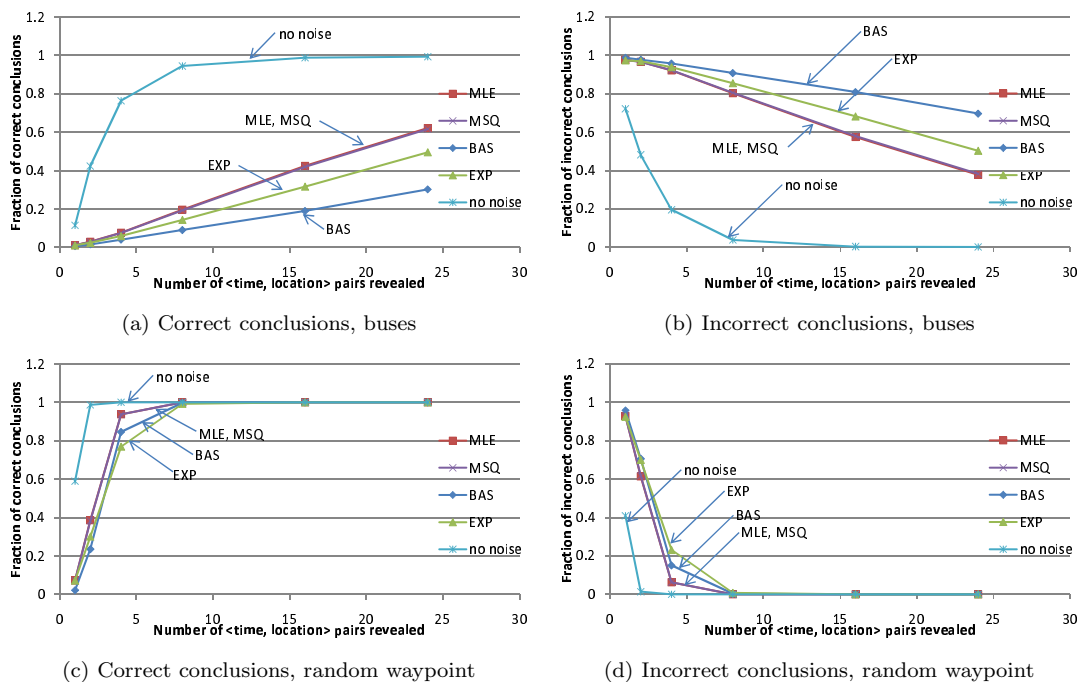 1.2
1
0.8
0.6
0.4
0.2
0
Fraction of correct conclusions
no noise
MLE, MSQ
EXP
BAS
MLE
MSQ
BAS
EXP
no noise
0 5 10 15 20 25 30
Number of <time, location> pairs revealed
(a) Correct conclusions, buses
1.2
1
0.8
0.6
0.4
0.2
0
Fraction of incorrect conclusions
BAS
EXP
MLE, MSQ
no noise
MLE
MSQ
BAS
EXP
no noise
0 5 10 15 20 25 30
Number of <time, location> pairs revealed
(b) Incorrect conclusions, buses
1.2
1
0.8
0.6
0.4
0.2
0
Fraction of correct conclusions
no noise
MLE, MSQ
BAS
EXP
MLE
MSQ
BAS
EXP
no noise
0 5 10 15 20 25 30
Number of <time, location> pairs revealed
(c) Correct conclusions, random waypoint
1.2
1
0.8
0.6
0.4
0.2
0
Fraction of incorrect conclusions
no noise
EXP
BAS
MLE, MSQ
MLE
MSQ
BAS
EXP
no noise
0 5 10 15 20 25 30
Number of <time, location> pairs revealed
(d) Incorrect conclusions, random waypoint